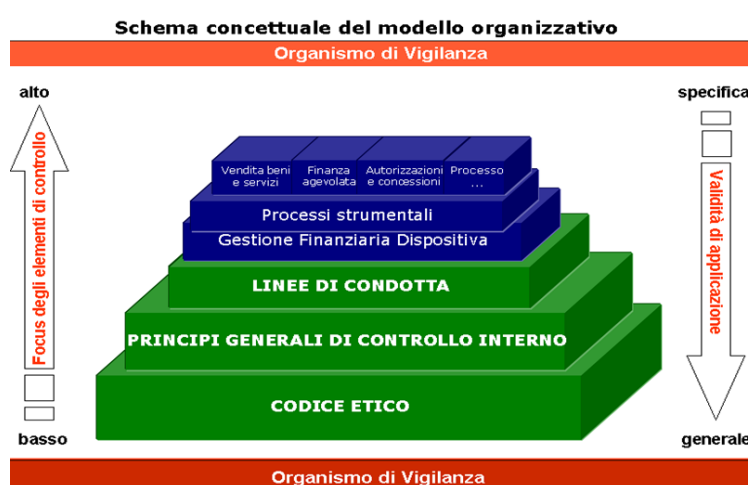 Schema concettuale del modello organizzativo
Organismo di Vigilanza
alto
specifica
Focus degli elementi di controllo
Validità di applicazione
Vendita beni
e servizi
Finanza
agevolata
Autorizzazioni
e concessioni
Processo
...
Processi strumentali
Gestione Finanziaria Dispositiva
LINEE DI CONDOTTA
PRINCIPI GENERALI DI CONTROLLO INTERNO
CODICE ETICO
basso
generale
Organismo di Vigilanza